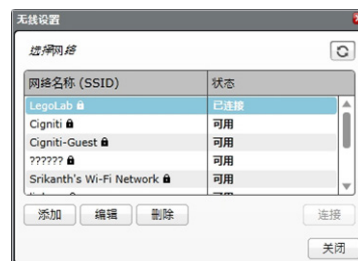 无线设置
选择网络
网络名称 (SSID) 状态
LegoLab 已连接
Cigniti 可用
Cigniti-Guest 可用
?????? 可用
Srikanth's Wi-Fi Network 可用
添加 编辑 删除 连接
关闭